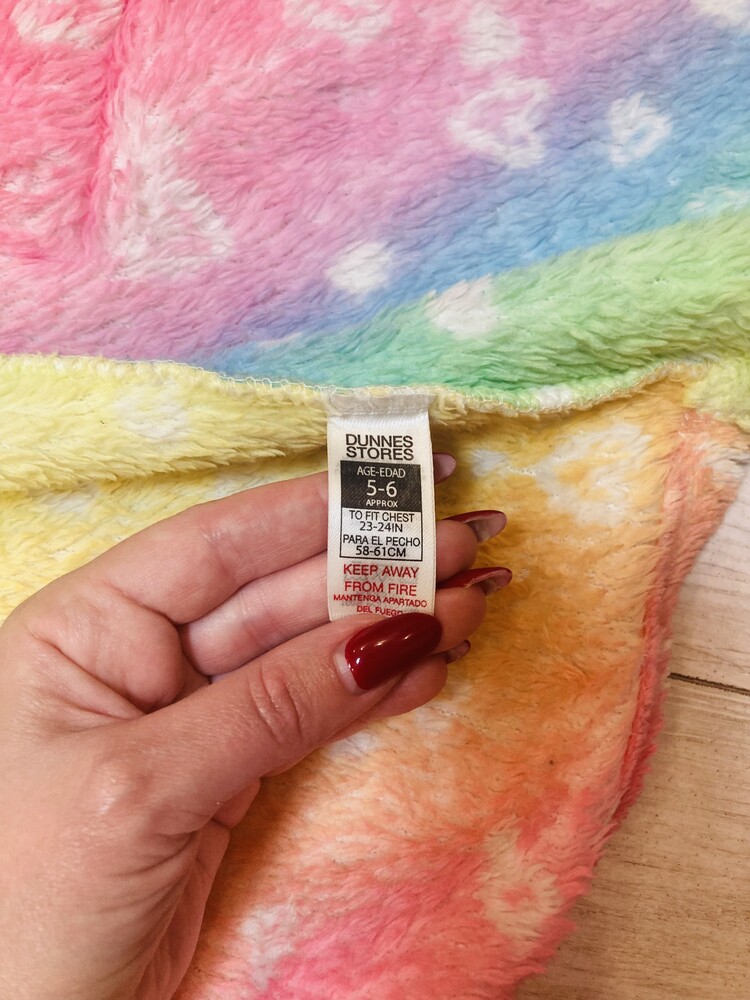 DUNNES
STORES
AGE-EDAD
5-6
APPROX
TO FIT CHEST
23-24IN
PARA EL PECHO
58-61CM
KEEP AWAY
FROM FIRE
MANTENGA APARTADO
DEL FUEGO